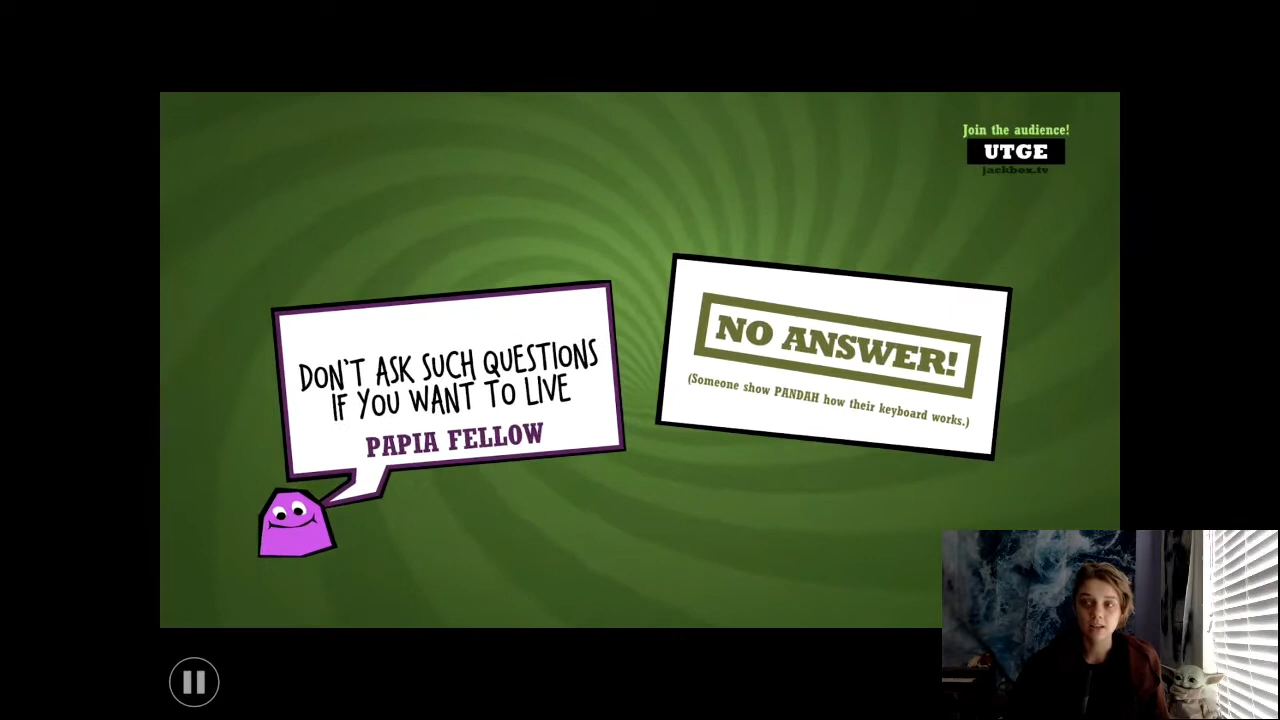 Join the audience!
UTGE
jackbox.tv
DON'T ASK SUCH QUESTIONS
IF YOU WANT TO LIVE
PAPIA FELLOW
NO ANSWER!
(Someone show PANDAH how their keyboard works.)